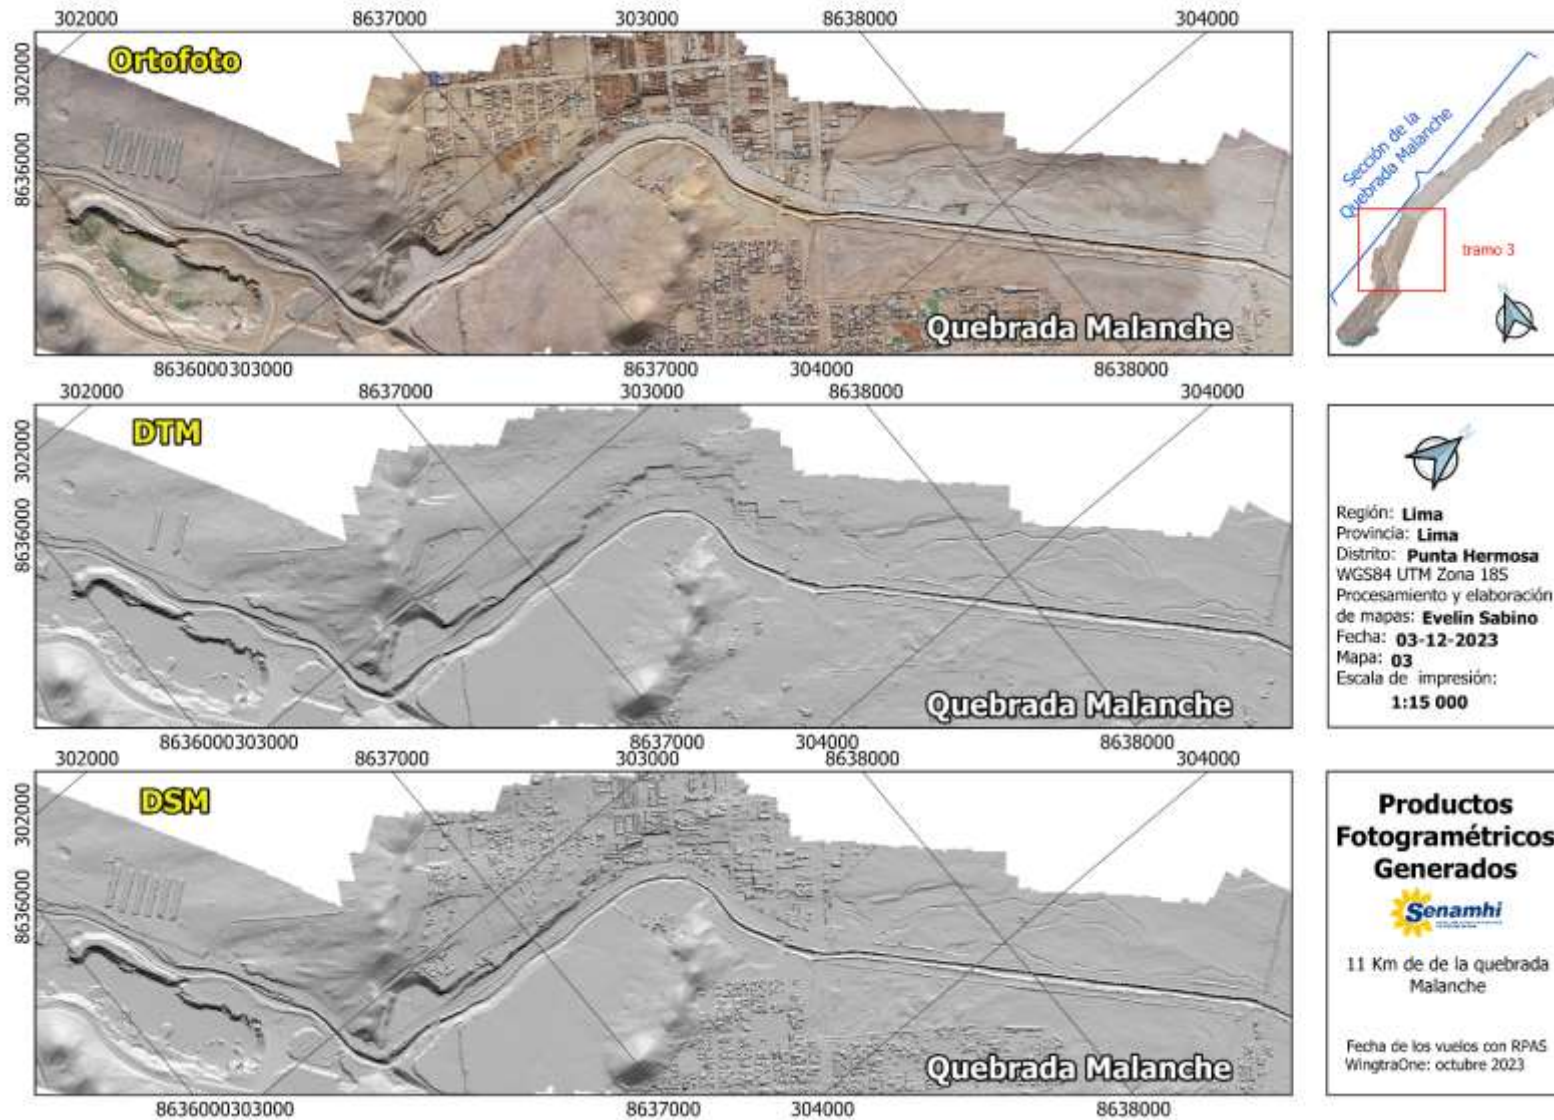 302000 8637000 303000 8638000 304000
302000
8636000
Ortofoto
Quebrada Malanche
8636000303000 8637000 304000 8638000
Sección de la
Quebrada Malanche
tramo 3
302000 8637000 303000 8638000 304000
302000
8636000
DTM
Quebrada Malanche
8636000303000 8637000 304000 8638000
Región: Lima
Provincia: Lima
Distrito: Punta Hermosa
WGS84 UTM Zona 18S
Procesamiento y elaboración
de mapas: Evelin Sabino
Fecha: 03-12-2023
Mapa: 03
Escala de impresión:
1:15 000
302000 8637000 303000 8638000 304000
302000
8636000
DSM
Quebrada Malanche
8636000303000 8637000 304000 8638000
Productos
Fotogramétricos
Generados
Senamhi
11 Km de de la quebrada
Malanche
Fecha de los vuelos con RPAS
WingtraOne: octubre 2023